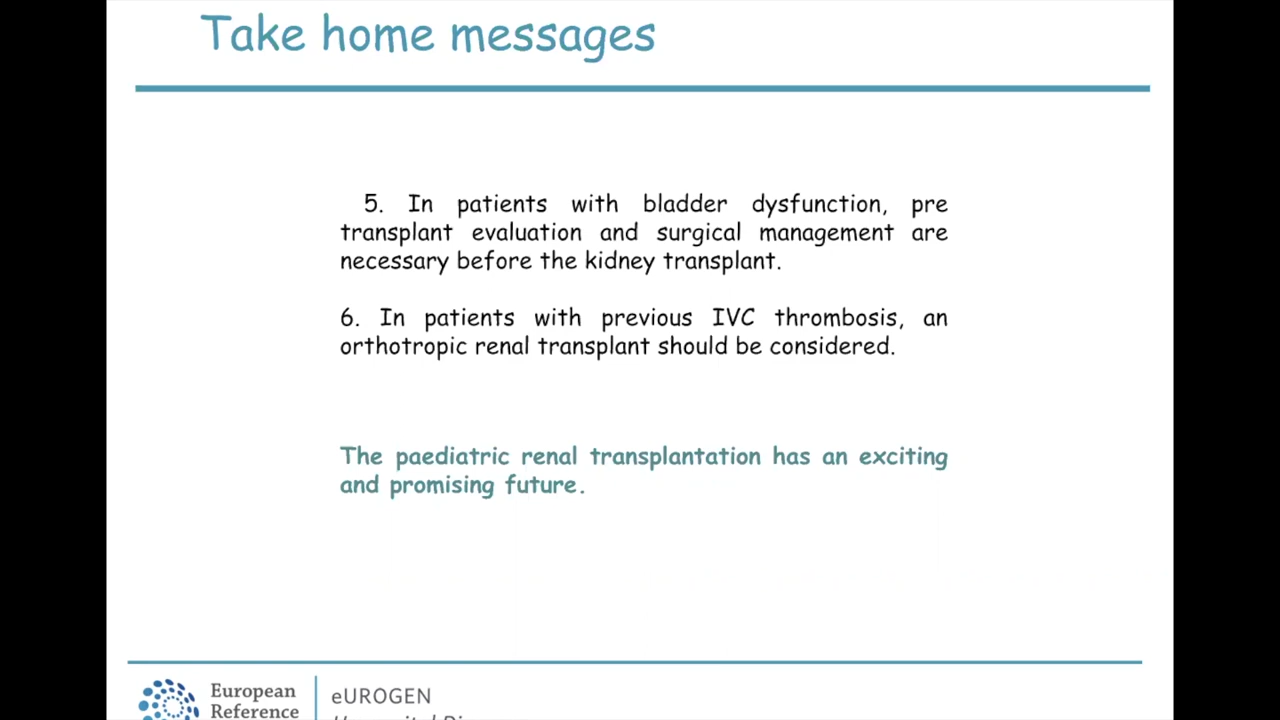 Take home messages
5. In patients with bladder dysfunction, pre
transplant evaluation and surgical management are
necessary before the kidney transplant.
6. In patients with previous IVC thrombosis, an
orthotropic renal transplant should be considered.
The paediatric renal transplantation has an exciting
and promising future.
European
Reference
eUROGEN